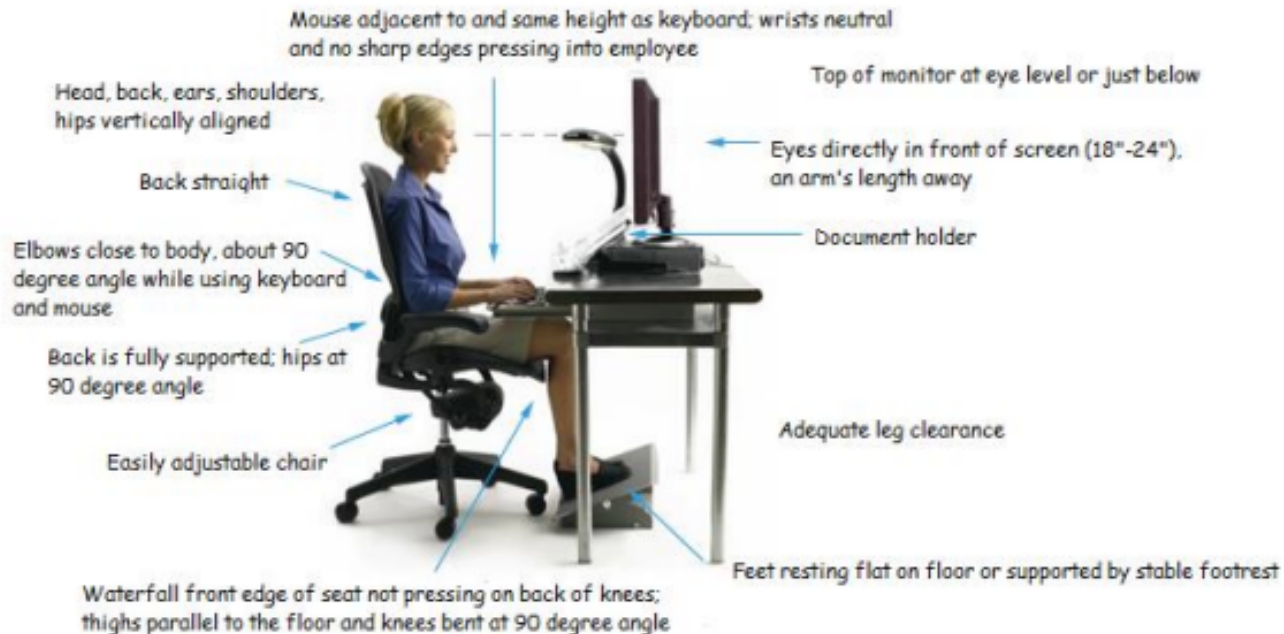 Mouse adjacent to and same height as keyboard; wrists neutral
and no sharp edges pressing into employee
Top of monitor at eye level or just below
Head, back, ears, shoulders,
hips vertically aligned
Eyes directly in front of screen (18"-24"),
an arm's length away
Back straight
Document holder
Elbows close to body, about 90
degree angle while using keyboard
and mouse
Back is fully supported; hips at
90 degree angle
Adequate leg clearance
Easily adjustable chair
Feet resting flat on floor or supported by stable footrest
Waterfall front edge of seat not pressing on back of knees;
thighs parallel to the floor and knees bent at 90 degree angle